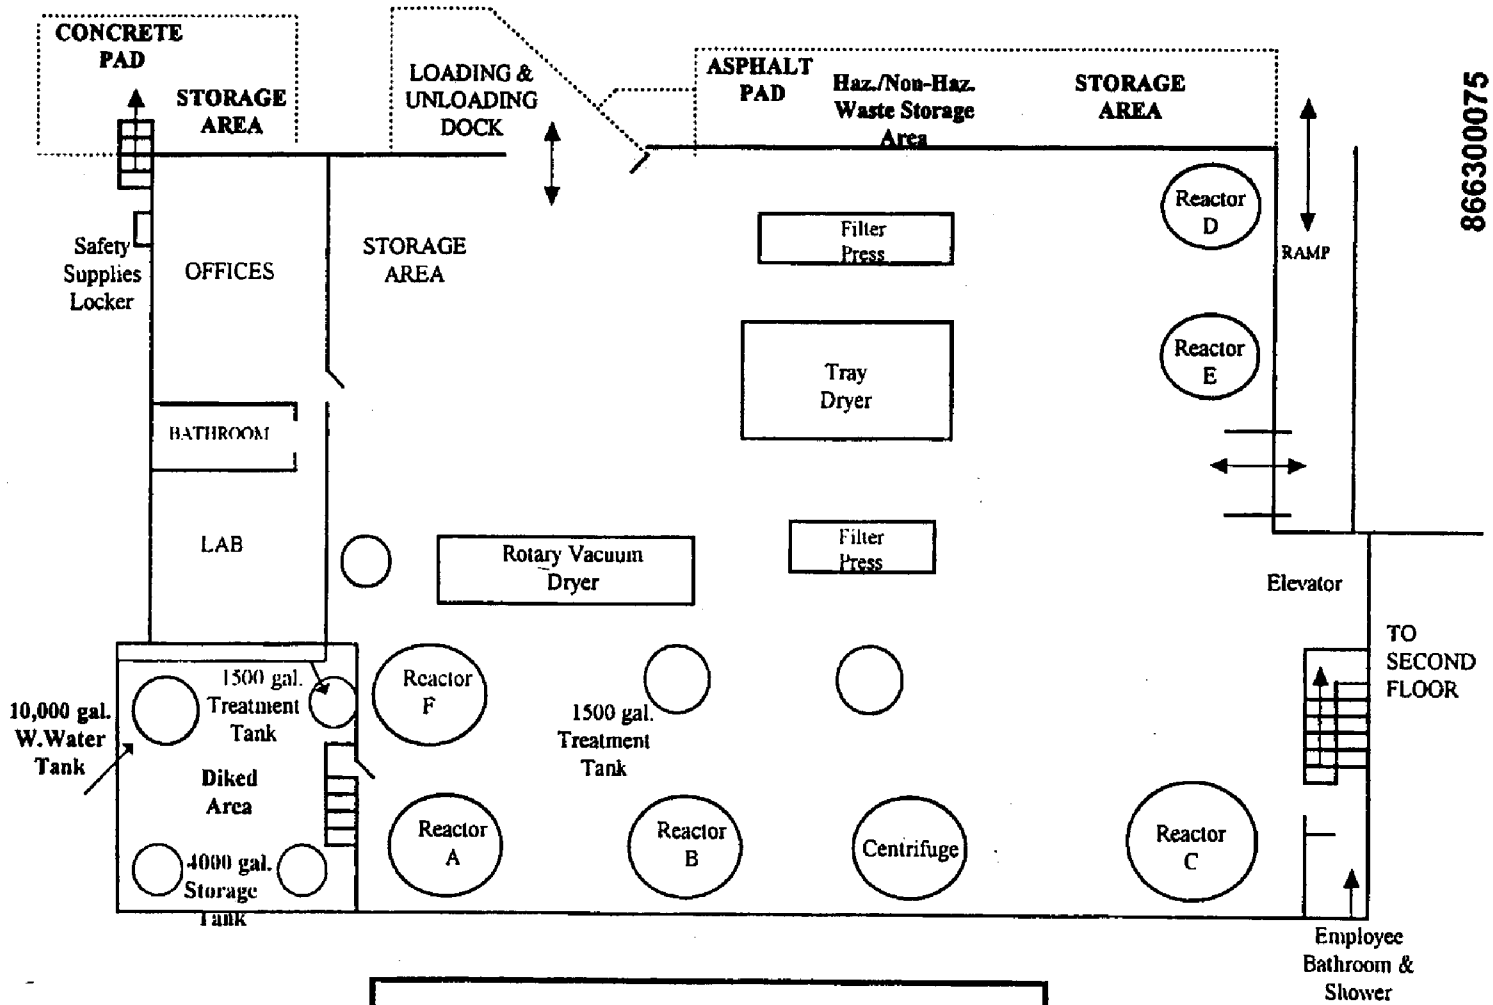 CONCRETE
PAD
STORAGE
AREA
LOADING &
UNLOADING
DOCK
ASPHALT
PAD
Haz./Non-Haz.
Waste Storage
Area
STORAGE
AREA
866300075
Safety
Supplies
Locker
OFFICES
STORAGE
AREA
Filter
Press
Reactor
D
RAMP
Tray
Dryer
Reactor
E
BATHROOM
LAB
Rotary Vacuum
Dryer
Filter
Press
Elevator
TO
SECOND
FLOOR
10,000 gal.
W.Water
Tank
1500 gal.
Treatment
Tank
Reactor
F
1500 gal.
Treatment
Tank
Diked
Area
Reactor
A
Reactor
B
Centrifuge
Reactor
C
4000 gal.
Storage
Tank
Employee
Bathroom &
Shower